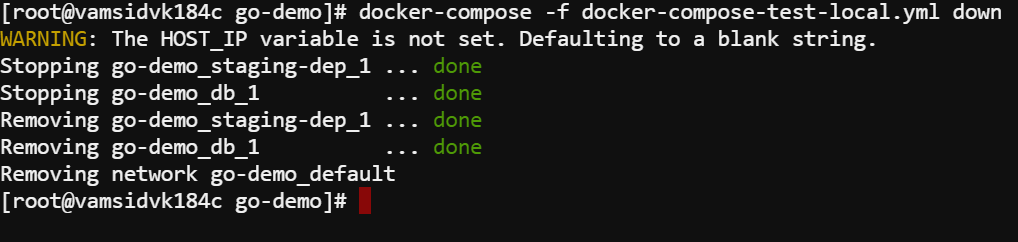 [root@vamsidvk184c go-demo]# docker-compose -f docker-compose-test-local.yml down
WARNING: The HOST_IP variable is not set. Defaulting to a blank string.
Stopping go-demo_staging-dep_1 ... done
Stopping go-demo_db_1          ... done
Removing go-demo_staging-dep_1 ... done
Removing go-demo_db_1          ... done
Removing network go-demo_default
[root@vamsidvk184c go-demo]#